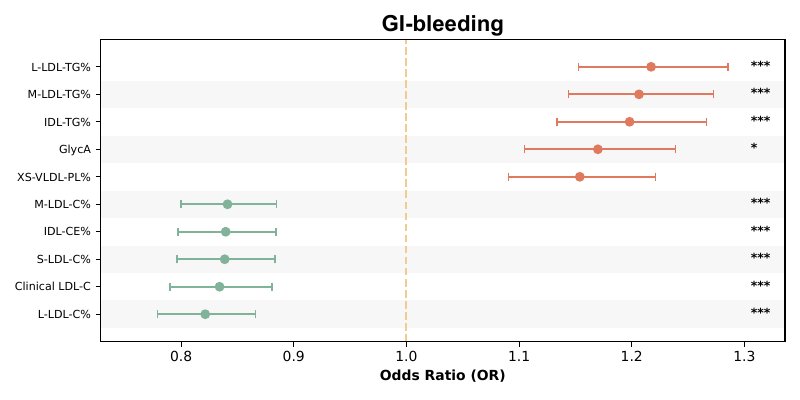 GI-bleeding
L-LDL-TG% ***
M-LDL-TG% ***
IDL-TG% ***
GlycA *
XS-VLDL-PL%
M-LDL-C% ***
IDL-CE% ***
S-LDL-C% ***
Clinical LDL-C ***
L-LDL-C% ***
0.8 0.9 1.0 1.1 1.2 1.3
Odds Ratio (OR)